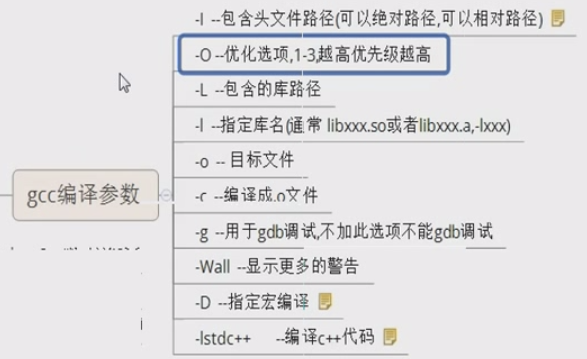 -I --包含头文件路径(可以绝对路径,可以相对路径)
-O --优化选项,1-3,越高优先级越高
-L --包含的库路径
-l --指定库名(通常 libxxx.so或者libxxx.a,-lxxx)
-o -- 目标文件
gcc编译参数
-c --编译成.o文件
-g --用于gdb调试,不加此选项不能gdb调试
-Wall --显示更多的警告
-D --指定宏编译
-lstdc++ --编译c++代码